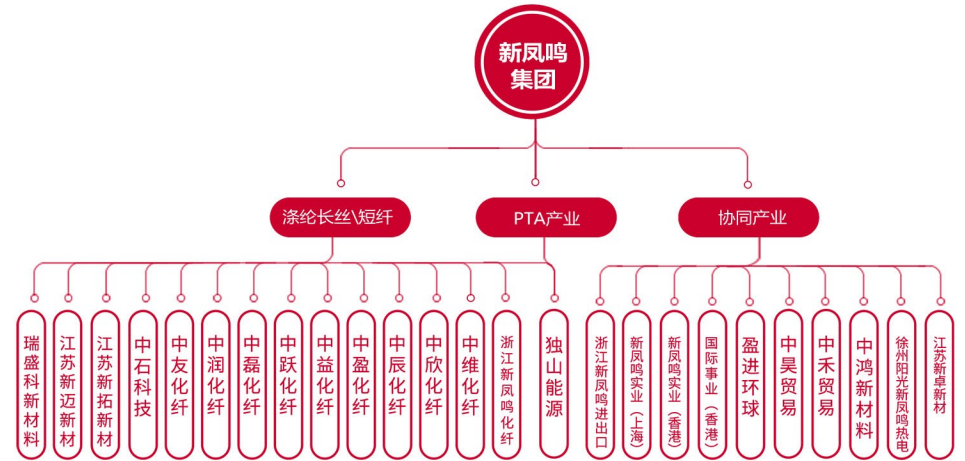 新凤鸣
集团
涤纶长丝\短纤
PTA产业
协同产业
瑞盛科新材料
江苏新迈新材
江苏新拓新材
中石科技
中友化纤
中润化纤
中磊化纤
中跃化纤
中益化纤
中盈化纤
中辰化纤
中欣化纤
中维化纤
浙江新凤鸣化纤
独山能源
浙江新凤鸣进出口
新凤鸣实业（上海）
新凤鸣实业（香港）
国际事业（香港）
盈进环球
中昊贸易
中禾贸易
中鸿新材料
徐州阳光新凤鸣热电
江苏新卓新材